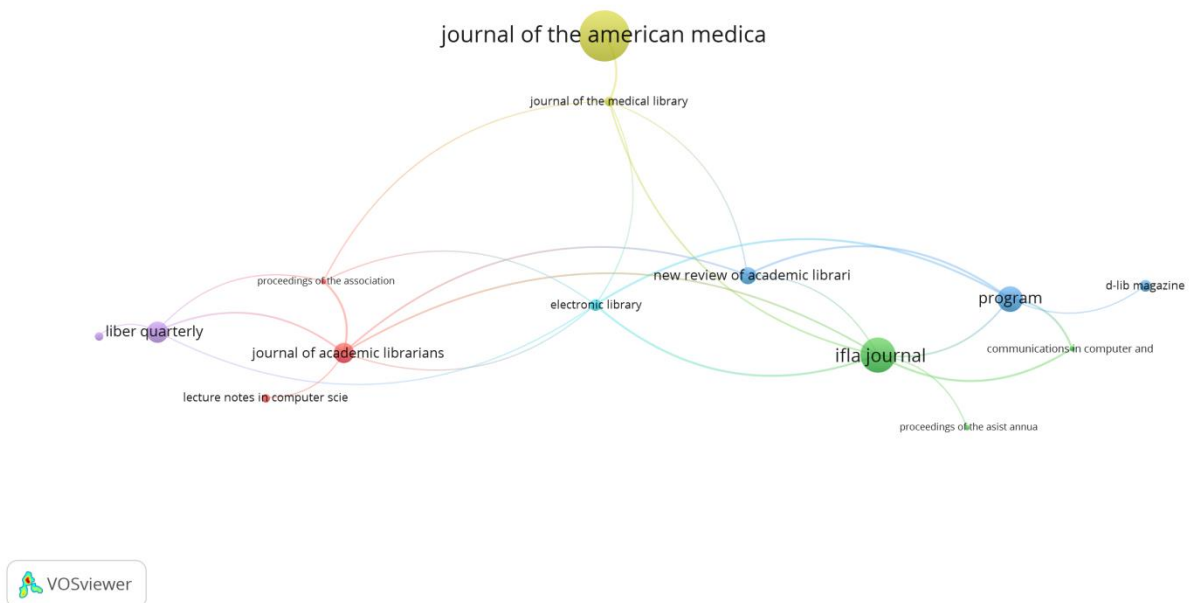 journal of the american medica
journal of the medical library
proceedings of the association
new review of academic librari
d-lib magazine
program
electronic library
liber quarterly
journal of academic librarians
ifla journal
communications in computer and
lecture notes in computer scie
proceedings of the asist annua
VOSviewer